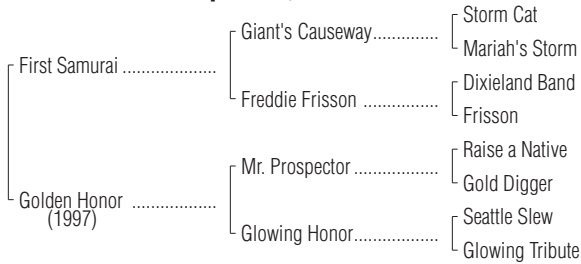 Storm Cat
Giant's Causeway..............
Mariah's Storm
First Samurai ....................
Dixieland Band
Freddie Frisson ................
Frisson
Raise a Native
Mr. Prospector ..................
Gold Digger
Golden Honor ..................
(1997)
Seattle Slew
Glowing Honor..................
Glowing Tribute